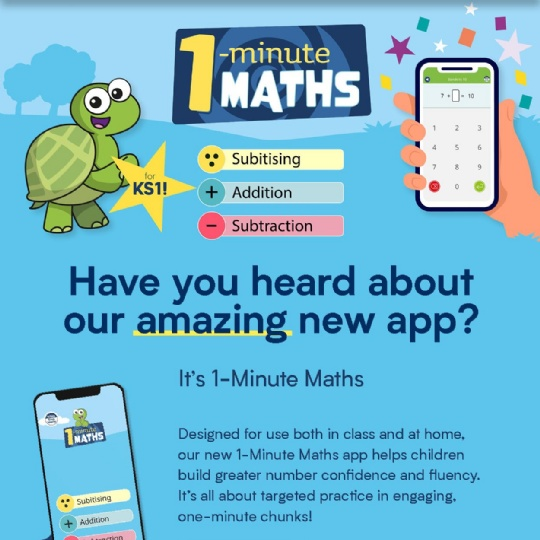 1-minute
MATHS
for
KS1!
Subitising
+ Addition
− Subtraction
7 + □ = 10
1 2 3
4 5 6
7 8 9
0
Have you heard about
our amazing new app?
It's 1-Minute Maths
Designed for use both in class and at home,
our new 1-Minute Maths app helps children
build greater number confidence and fluency.
It's all about targeted practice in engaging,
one-minute chunks!
1-minute
MATHS
Subitising
+ Addition
− Subtraction